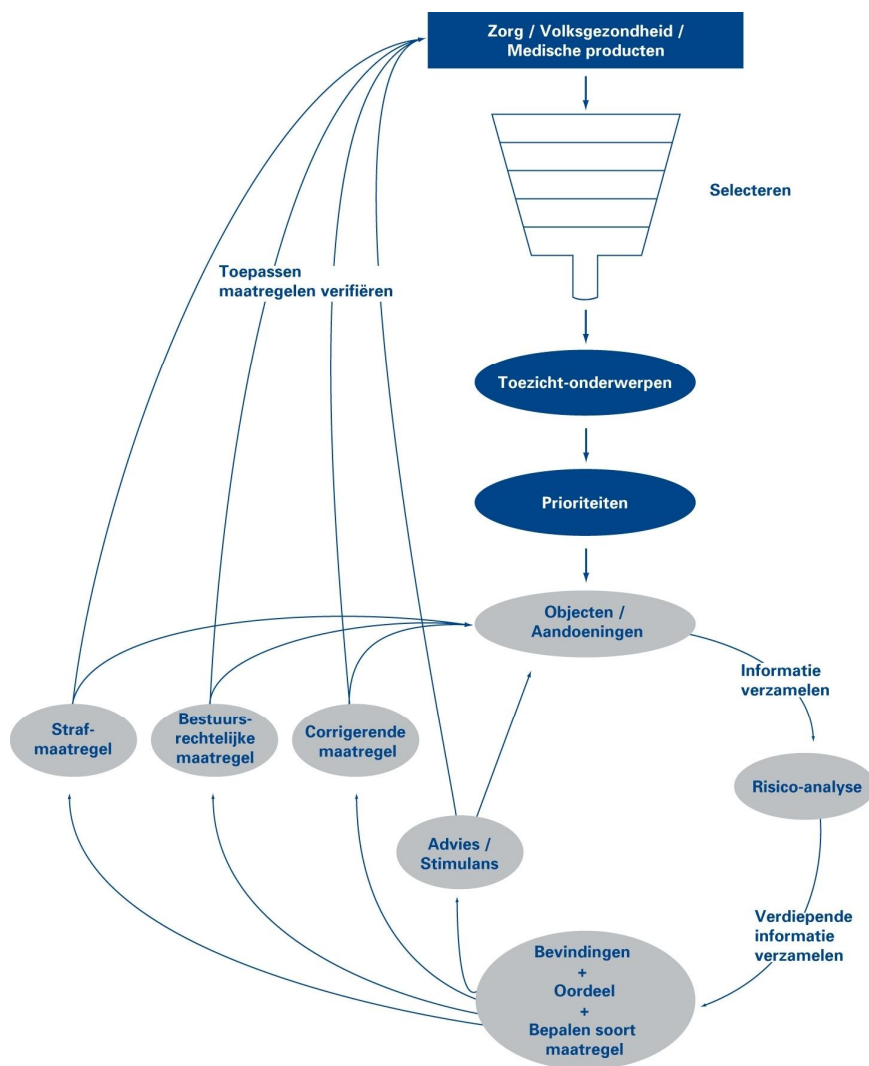 Zorg / Volksgezondheid /
Medische producten
Selecteren
Toepassen
maatregelen verifiëren
Toezicht-onderwerpen
Prioriteiten
Objecten /
Aandoeningen
Informatie
verzamelen
Straf-
maatregel
Bestuurs-
rechtelijke
maatregel
Corrigerende
maatregel
Risico-analyse
Advies /
Stimulans
Verdiepende
informatie
verzamelen
Bevindingen
+
Oordeel
+
Bepalen soort
maatregel